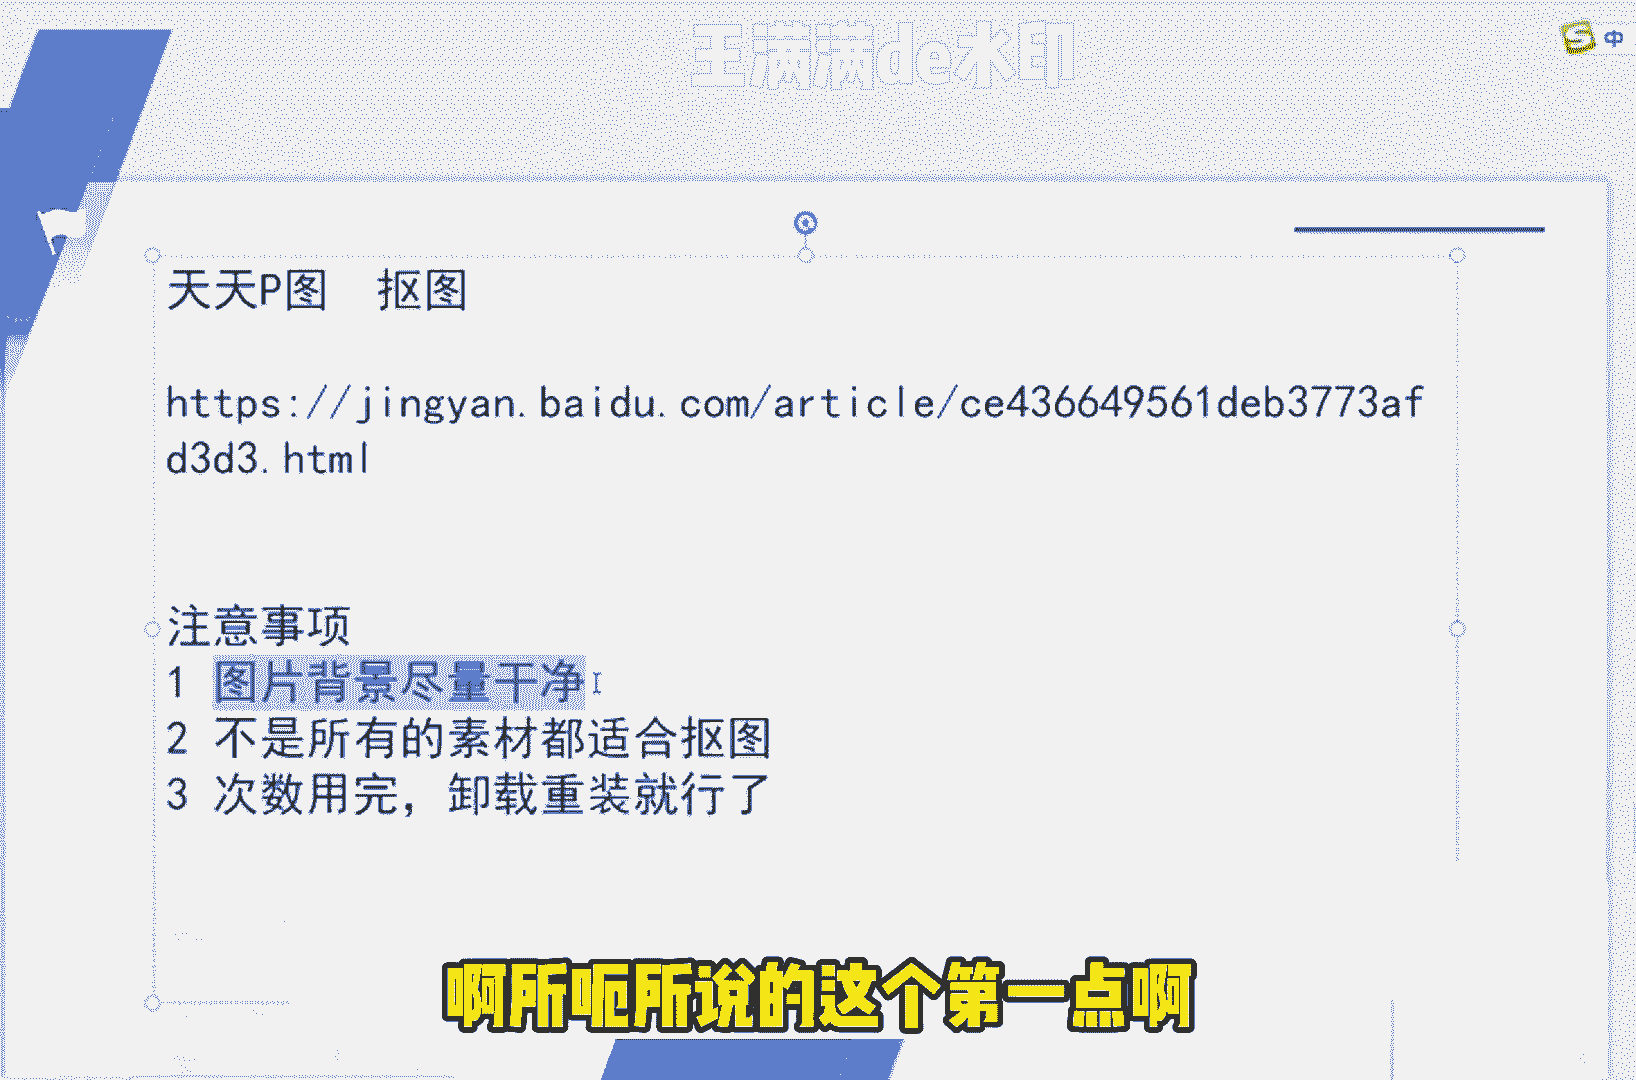 王满满de水印
S 中
天天P图 抠图
https://jingyan.baidu.com/article/ce436649561deb3773af
d3d3.html
注意事项
1 图片背景尽量干净
2 不是所有的素材都适合抠图
3 次数用完，卸载重装就行了
啊所呃所说的这个第一点啊